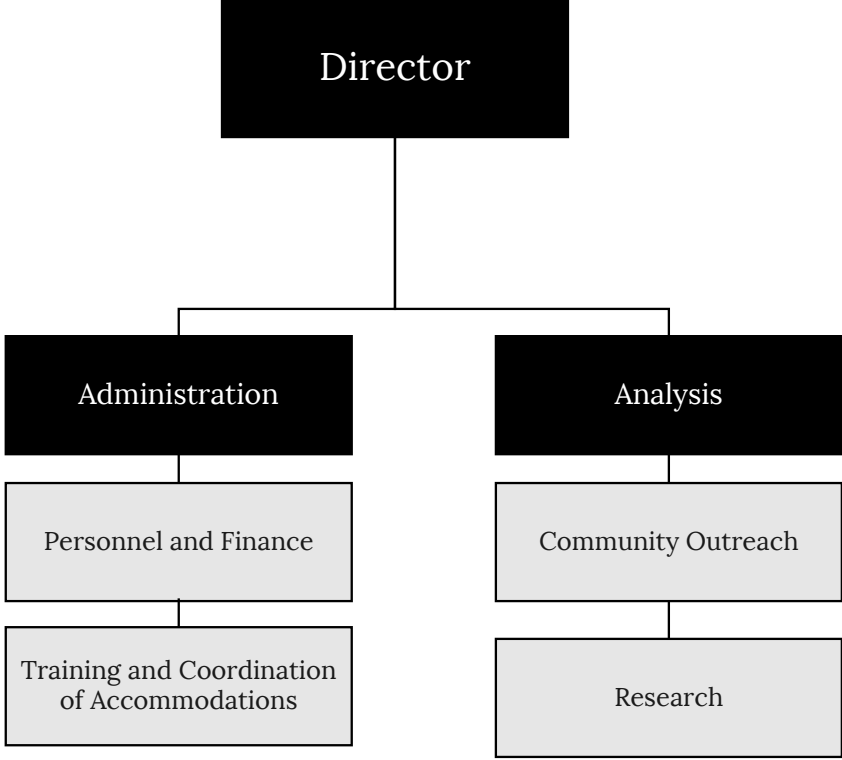 Director
Administration
Analysis
Personnel and Finance
Community Outreach
Training and Coordination
of Accommodations
Research